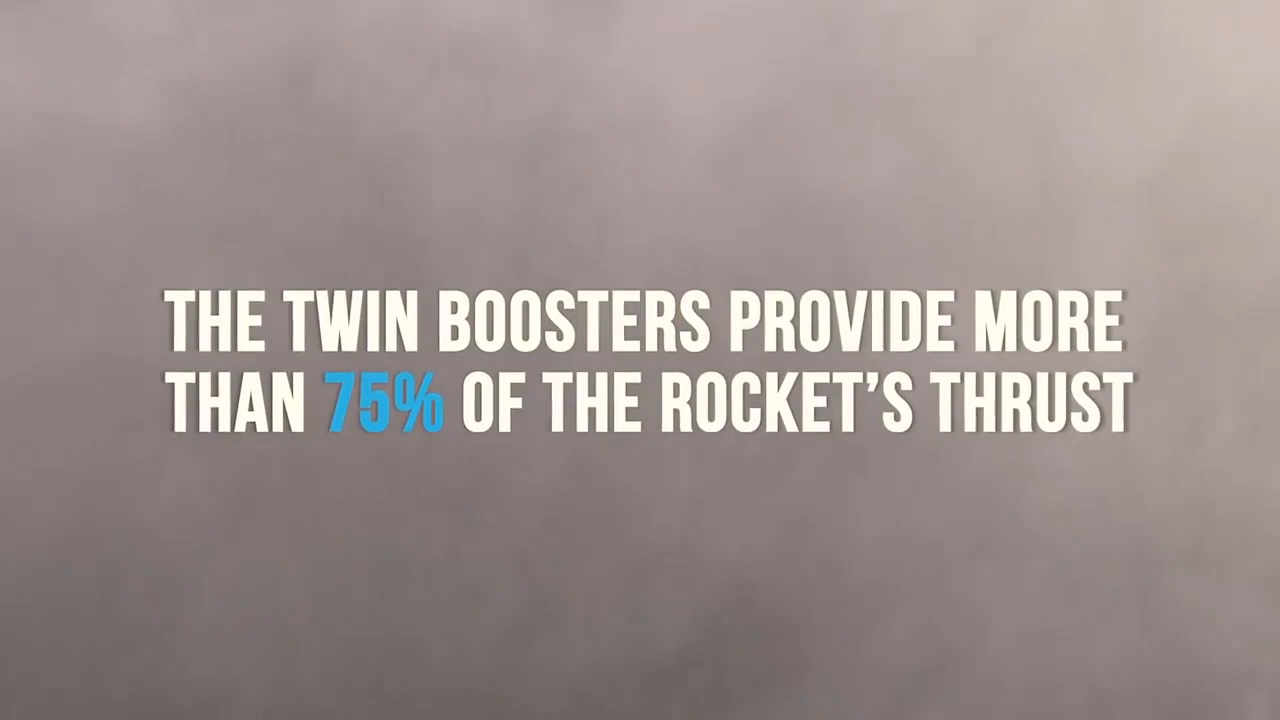 THE TWIN BOOSTERS PROVIDE MORE
THAN 75% OF THE ROCKET’S THRUST